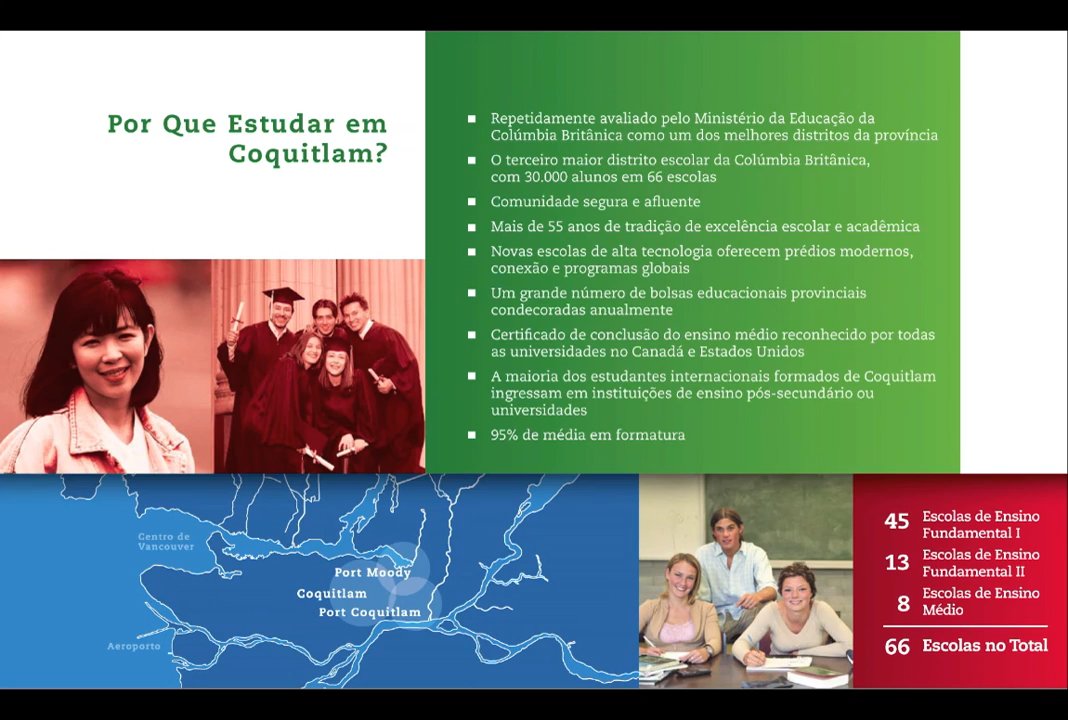 Por Que Estudar em
Coquitlam?
Repetidamente avaliado pelo Ministério da Educação da
Colúmbia Britânica como um dos melhores distritos da província
O terceiro maior distrito escolar da Colúmbia Britânica,
com 30.000 alunos em 66 escolas
Comunidade segura e afluente
Mais de 55 anos de tradição de excelência escolar e acadêmica
Novas escolas de alta tecnologia oferecem prédios modernos,
conexão e programas globais
Um grande número de bolsas educacionais provinciais
condecoradas anualmente
Certificado de conclusão do ensino médio reconhecido por todas
as universidades no Canadá e Estados Unidos
A maioria dos estudantes internacionais formados de Coquitlam
ingressam em instituições de ensino pós-secundário ou
universidades
95% de média em formatura
Centro de
Vancouver
Port Moody
Coquitlam
Port Coquitlam
Aeroporto
45 Escolas de Ensino
Fundamental I
13 Escolas de Ensino
Fundamental II
8 Escolas de Ensino
Médio
66 Escolas no Total